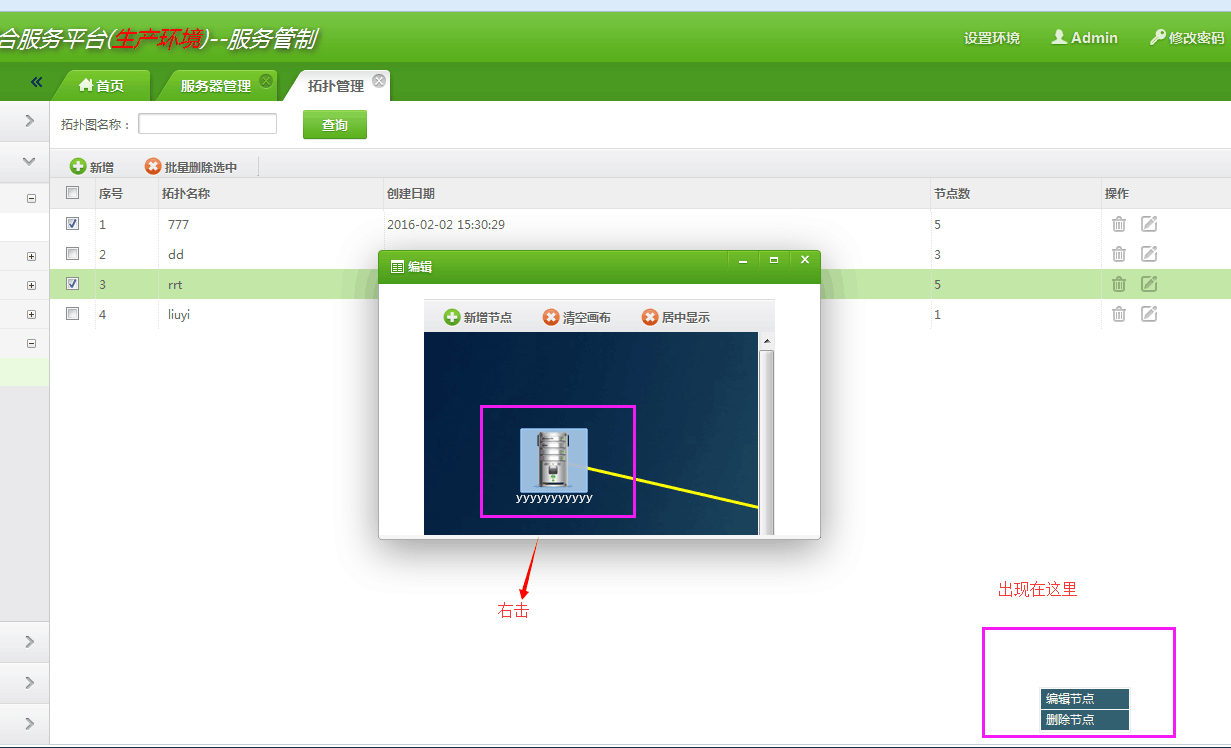 合服务平台(生产环境)--服务管制
设置环境 Admin 修改密码
首页 服务器管理 拓扑管理
拓扑图名称： 查询
新增 批量删除选中
序号 拓扑名称 创建日期 节点数 操作
1 777 2016-02-02 15:30:29 5
2 dd 3
3 rrt 5
4 liuyi 1
编辑
新增节点 清空画布 居中显示
yyyyyyyyyyy
右击
出现在这里
编辑节点
删除节点